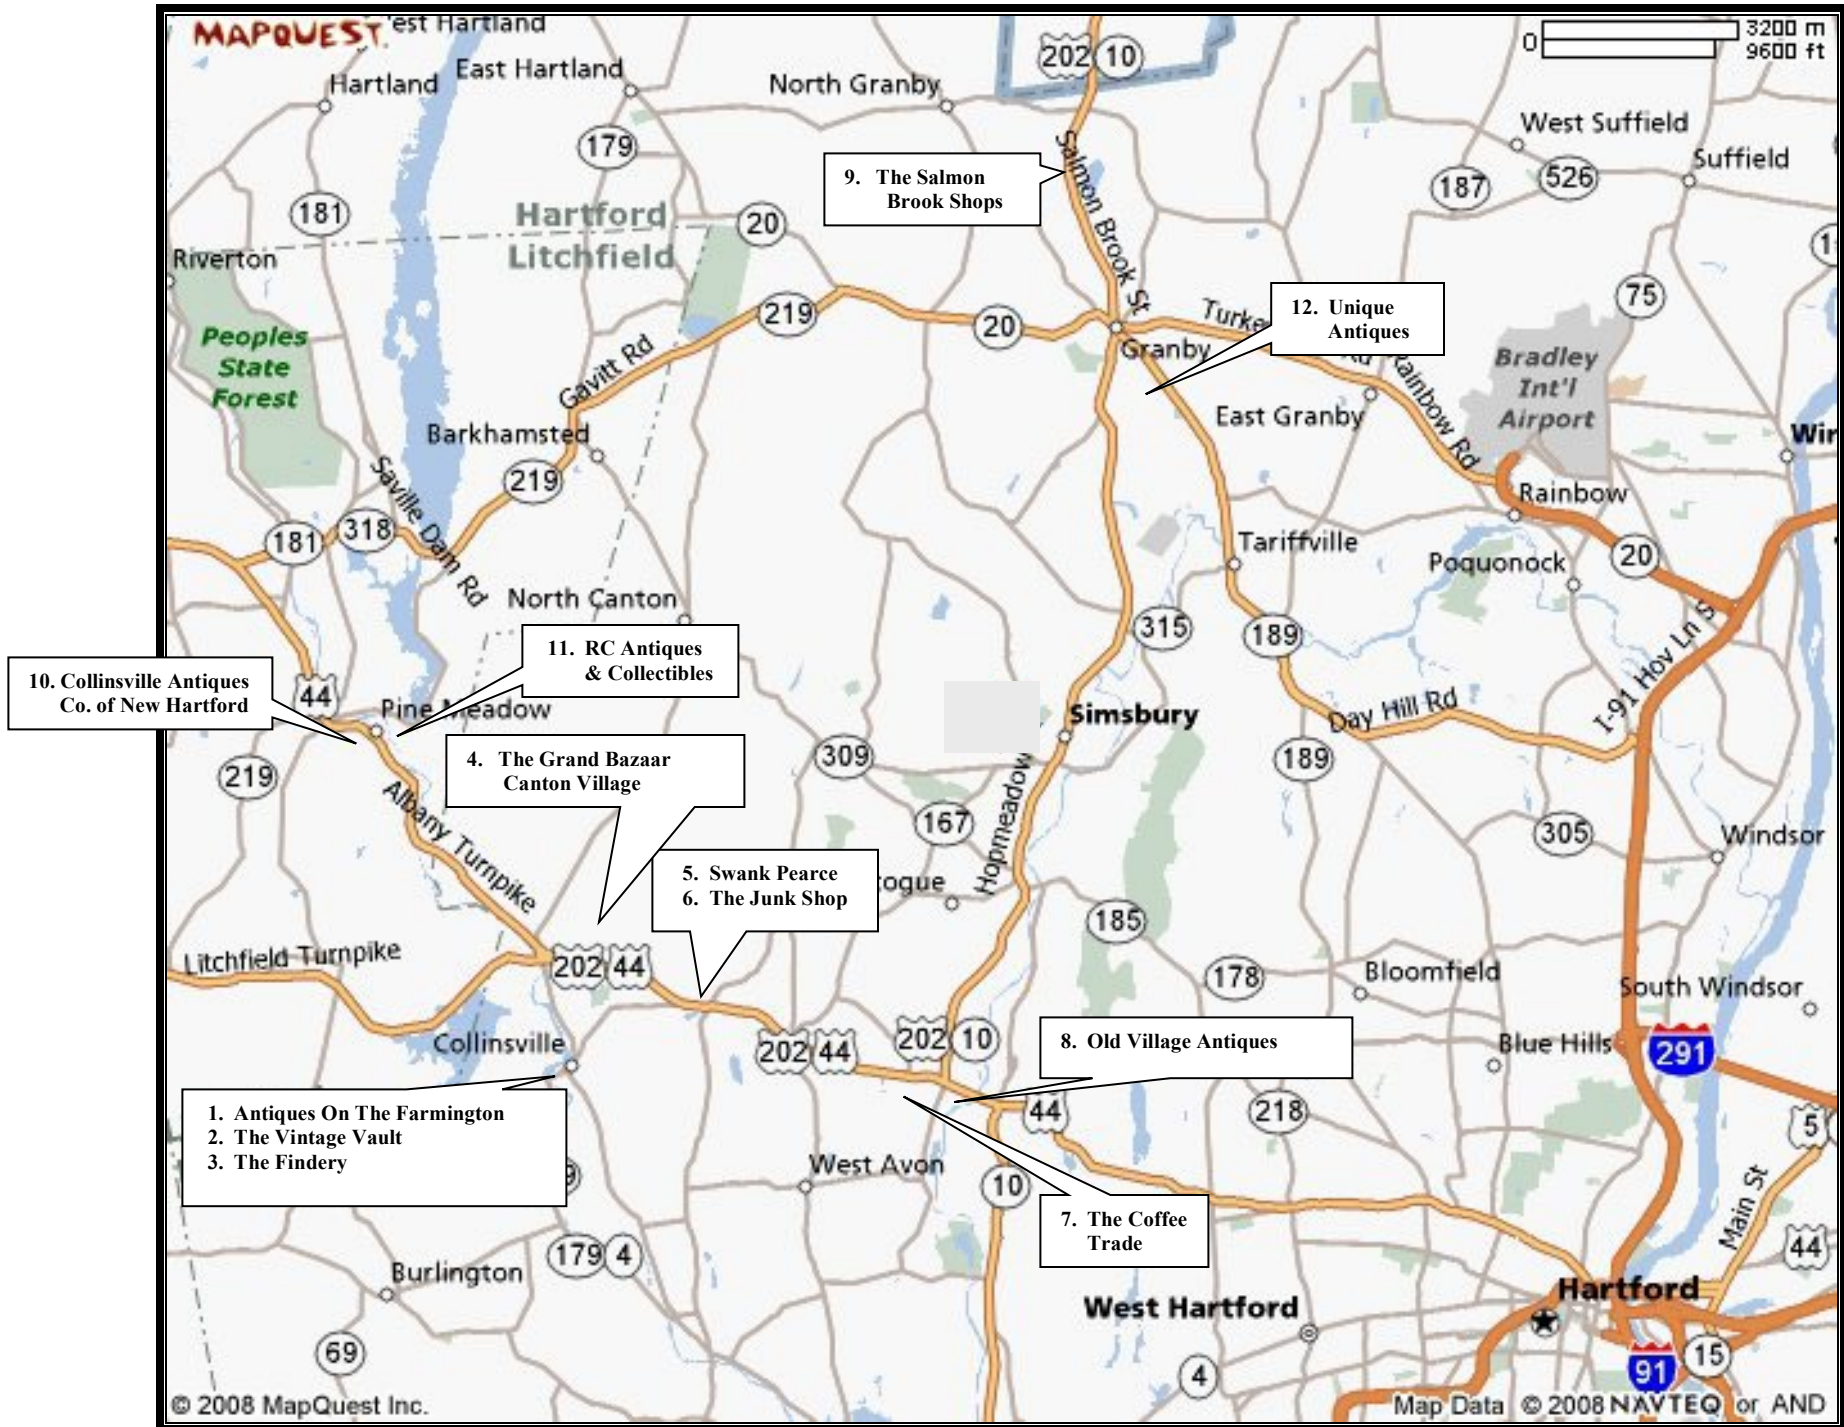 MAPQUEST.
est Hartland
3200 m
0
9600 ft
202 10
Hartland
East Hartland
North Granby
West Suffield
179
Suffield
9. The Salmon
Brook Shops
187
526
181
Hartford
20
Salmon Brook St
Litchfield
Riverton
75
12. Unique
Antiques
219
20
Turke
Rd
Granby
Peoples
State
Forest
Gavitt Rd
Bradley
Int'l
Airport
Rainbow Rd
East Granby
Barkhamsted
Wir
219
Saville Dam Rd
Rainbow
181
318
Tariffville
20
Poquonock
North Canton
315
189
I-91 Hov Ln S
11. RC Antiques
& Collectibles
10. Collinsville Antiques
Co. of New Hartford
44
Pine Meadow
Simsbury
Day Hill Rd
4. The Grand Bazaar
Canton Village
309
189
219
Albany Turnpike
167
Hopmeadow
305
Windsor
5. Swank Pearce
6. The Junk Shop
ogue
185
Litchfield Turnpike
202 44
178
Bloomfield
South Windsor
Collinsville
202 44
202 10
8. Old Village Antiques
Blue Hills
291
1. Antiques On The Farmington
2. The Vintage Vault
3. The Findery
44
218
5
West Avon
9
10
7. The Coffee
Trade
Main St
44
179 4
Burlington
Hartford
West Hartford
69
4
91
15
© 2008 MapQuest Inc.
Map Data © 2008 NAVTEQ or AND